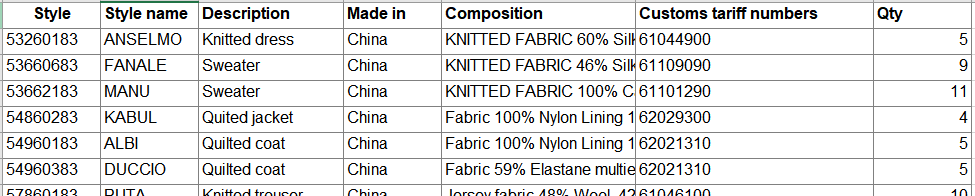 Style Style name Description Made in Composition Customs tariff numbers Qty
53260183 ANSELMO Knitted dress China KNITTED FABRIC 60% Silk 61044900 5
53660683 FANALE Sweater China KNITTED FABRIC 46% Silk 61109090 9
53662183 MANU Sweater China KNITTED FABRIC 100% C 61101290 11
54860283 KABUL Quited jacket China Fabric 100% Nylon Lining 1 62029300 4
54960183 ALBI Quilted coat China Fabric 100% Nylon Lining 1 62021310 5
54960383 DUCCIO Quilted coat China Fabric 59% Elastane multie 62021310 5
57860183 RUTA Knitted trouser China Jersey fabric 48% Wool 42 61046100 10